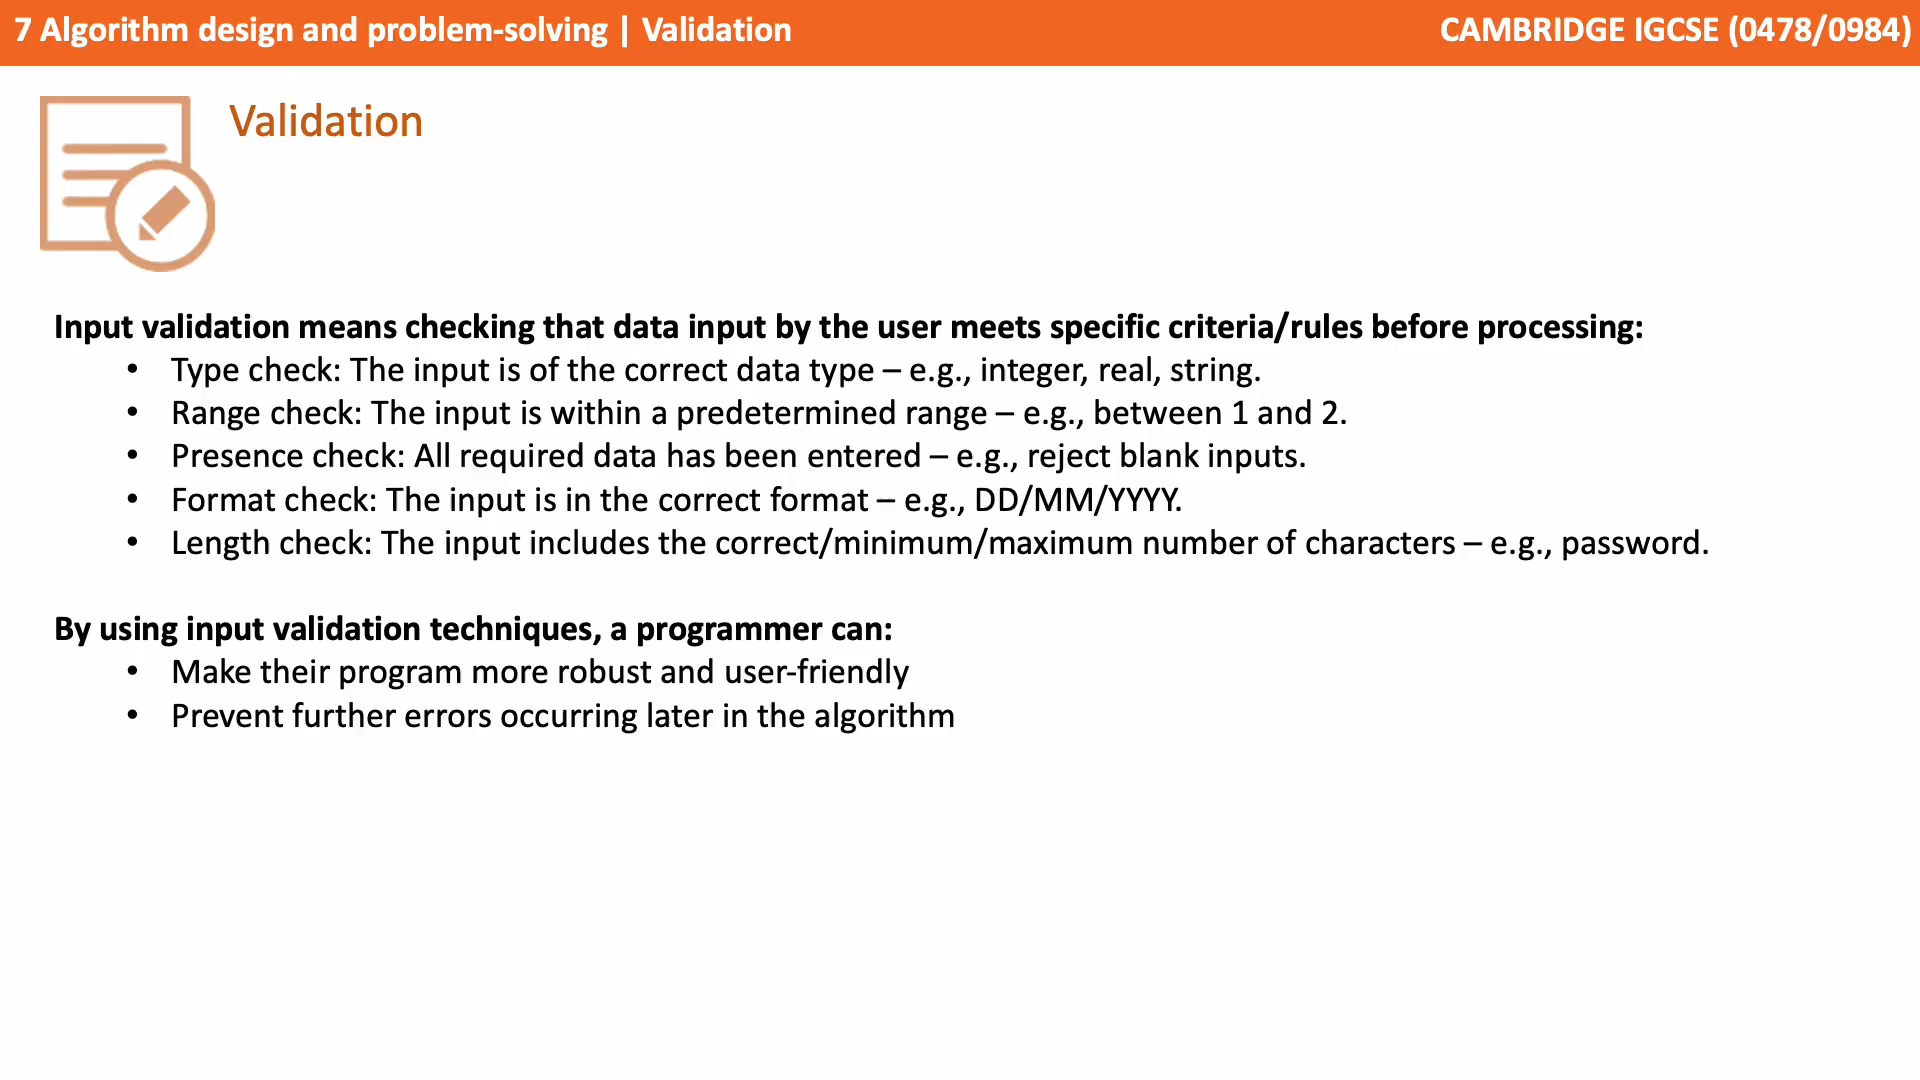 7 Algorithm design and problem-solving | Validation
CAMBRIDGE IGCSE (0478/0984)
Validation
Input validation means checking that data input by the user meets specific criteria/rules before processing:
• Type check: The input is of the correct data type – e.g., integer, real, string.
• Range check: The input is within a predetermined range – e.g., between 1 and 2.
• Presence check: All required data has been entered – e.g., reject blank inputs.
• Format check: The input is in the correct format – e.g., DD/MM/YYYY.
• Length check: The input includes the correct/minimum/maximum number of characters – e.g., password.
By using input validation techniques, a programmer can:
• Make their program more robust and user-friendly
• Prevent further errors occurring later in the algorithm